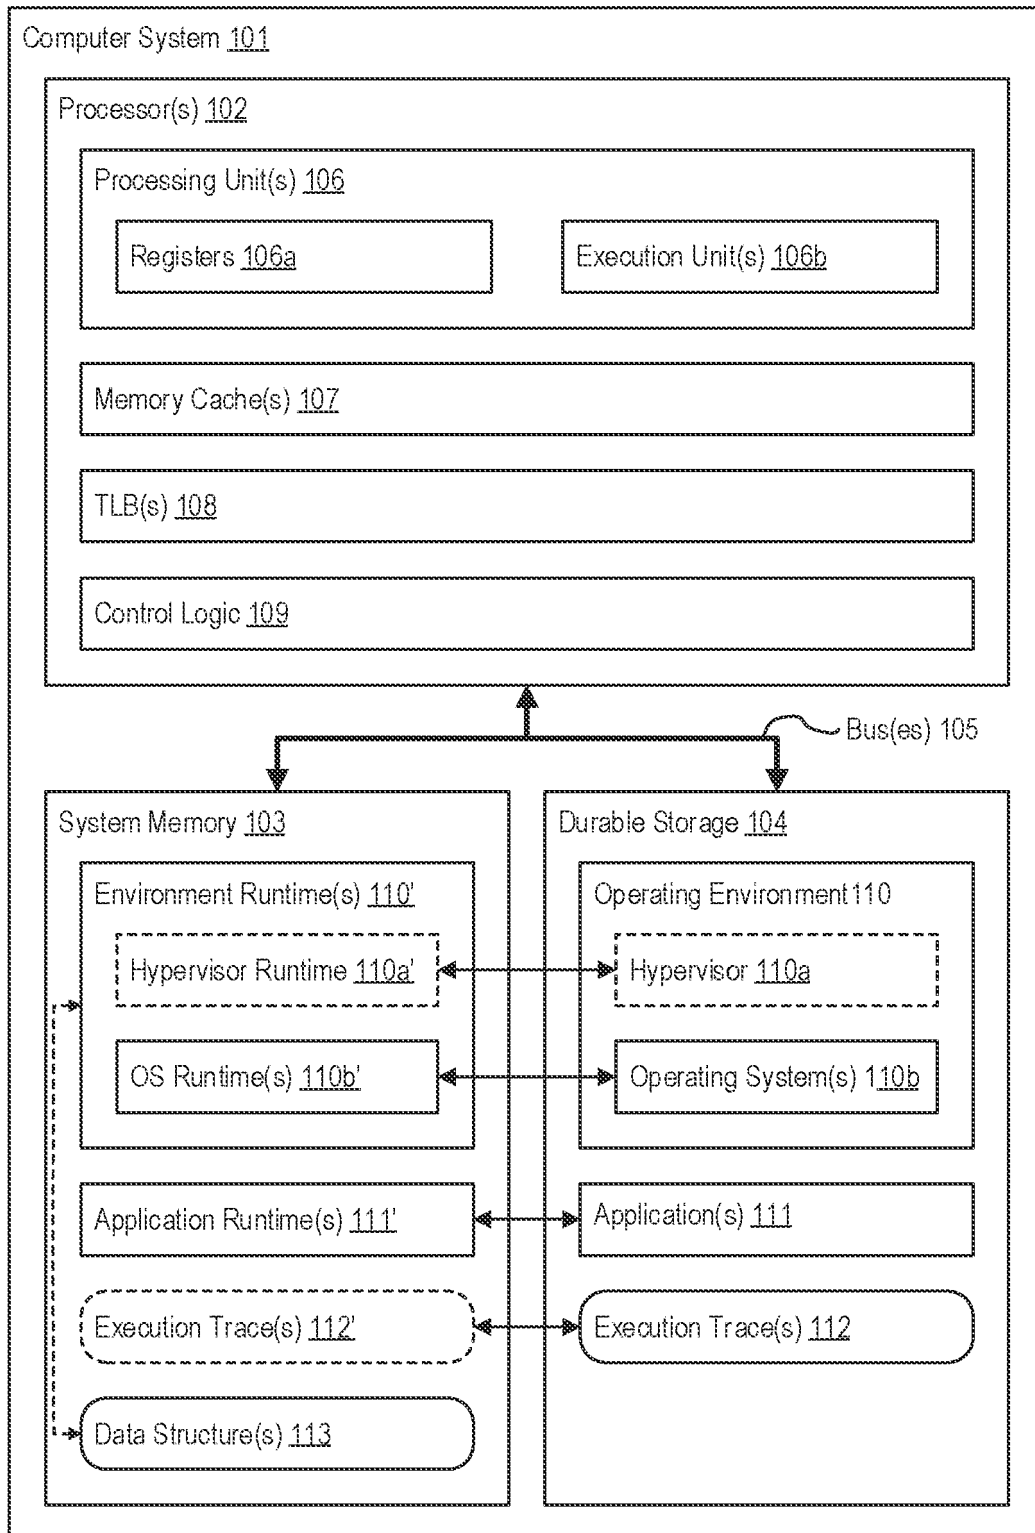 Computer System 101
Processor(s) 102
Processing Unit(s) 106
Registers 106a
Execution Unit(s) 106b
Memory Cache(s) 107
TLB(s) 108
Control Logic 109
Bus(es) 105
System Memory 103
Environment Runtime(s) 110'
Hypervisor Runtime 110a'
OS Runtime(s) 110b'
Application Runtime(s) 111'
Execution Trace(s) 112'
Data Structure(s) 113
Durable Storage 104
Operating Environment110
Hypervisor 110a
Operating System(s) 110b
Application(s) 111
Execution Trace(s) 112